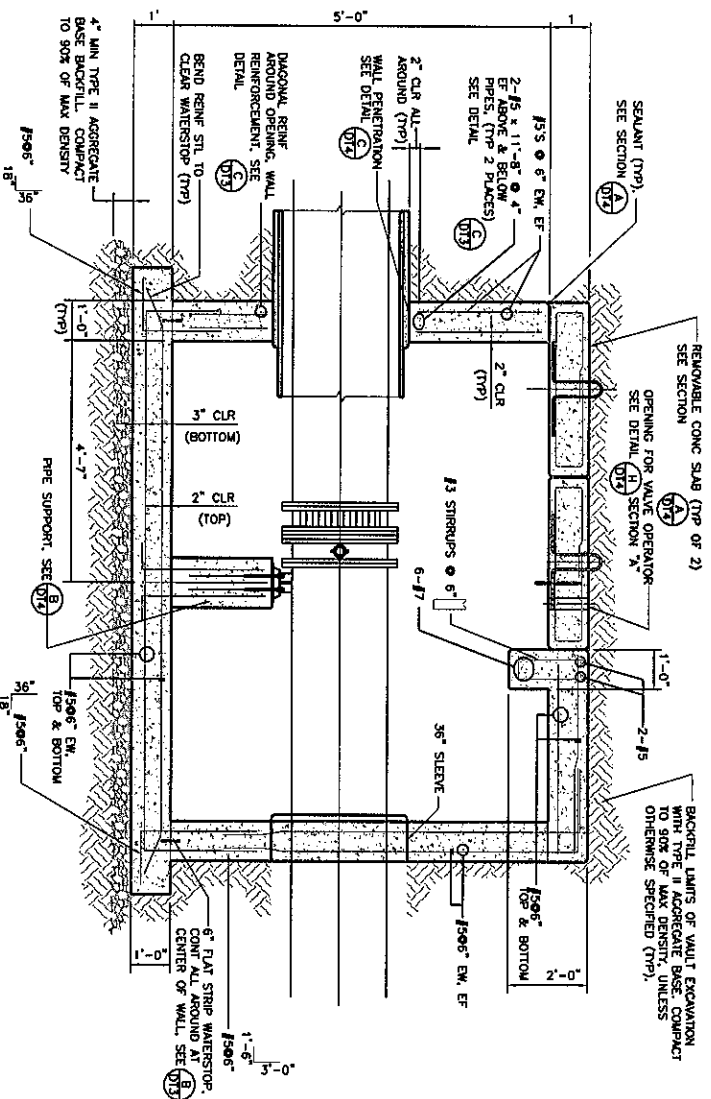 SEALANT (TYP),
SEE SECTION
A
DT4
#5'S @ 6" EW, EF
2-#5 x 11'-8" @ 4"
EF ABOVE & BELOW
PIPES, (TYP 2 PLACES)
SEE DETAIL
C
DT3
2" CLR ALL
AROUND (TYP)
WALL PENETRATION
SEE DETAIL
C
DT4
DIAGONAL REINF
AROUND OPENING, WALL
REINFORCEMENT, SEE
DETAIL
C
DT3
BEND REINF STL TO
CLEAR WATERSTOP (TYP)
4" MIN TYPE II AGGREGATE
BASE BACKFILL. COMPACT
TO 90% OF MAX DENSITY
#5@6"
36"
18"
1
5'-0"
1'
REMOVABLE CONC SLAB (TYP OF 2)
SEE SECTION
A
DT4
OPENING FOR VALVE OPERATOR
SEE DETAIL
H
DT4
SECTION "A"
2" CLR
(TYP)
#3 STIRRUPS @ 6"
6-#7
1'-0"
2-#5
BACKFILL LIMITS OF VAULT EXCAVATION
WITH TYPE II AGGREGATE BASE. COMPACT
TO 90% OF MAX DENSITY, UNLESS
OTHERWISE SPECIFIED (TYP).
#5@6"
TOP & BOTTOM
2'-0"
36" SLEEVE
#5@6" EW, EF
3" CLR
(BOTTOM)
2" CLR
(TOP)
1'-0"
(TYP)
4'-7"
PIPE SUPPORT, SEE
B
DT4
#5@6" EW,
TOP & BOTTOM
#5@6"
36"
18"
1'-0"
6" FLAT STRIP WATERSTOP,
CONT ALL AROUND AT
CENTER OF WALL, SEE
B
DT3
#5@6"
1'-6"
3'-0"